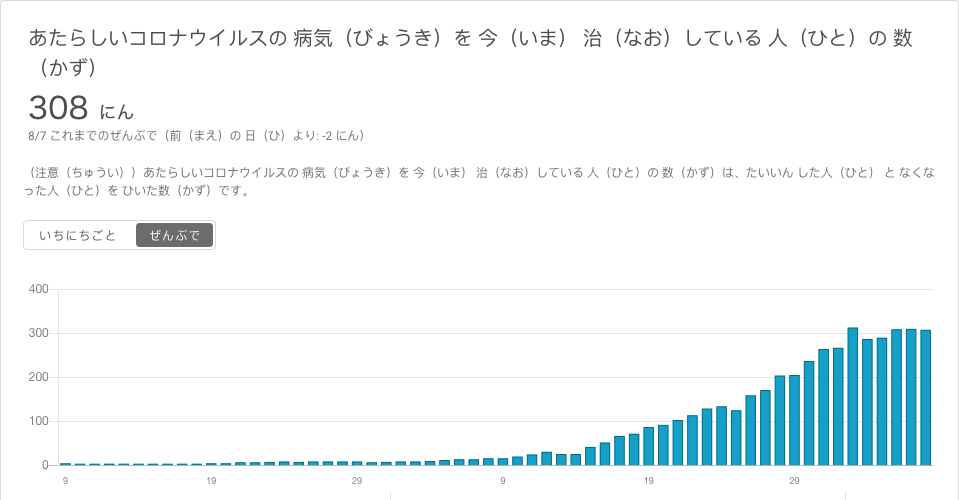 あたらしいコロナウイルスの 病気（びょうき）を 今（いま） 治（なお）している 人（ひと）の 数
（かず）
308 にん
8/7 これまでのぜんぶで（前（まえ）の 日（ひ）より: -2 にん）
（注意（ちゅうい））あたらしいコロナウイルスの 病気（びょうき）を 今（いま） 治（なお）している 人（ひと）の 数（かず）は、たいいん した人（ひと） と なくな
った人（ひと）を ひいた数（かず）です。
いちにちごと ぜんぶで
400
300
200
100
0
9 19 29 9 19 29